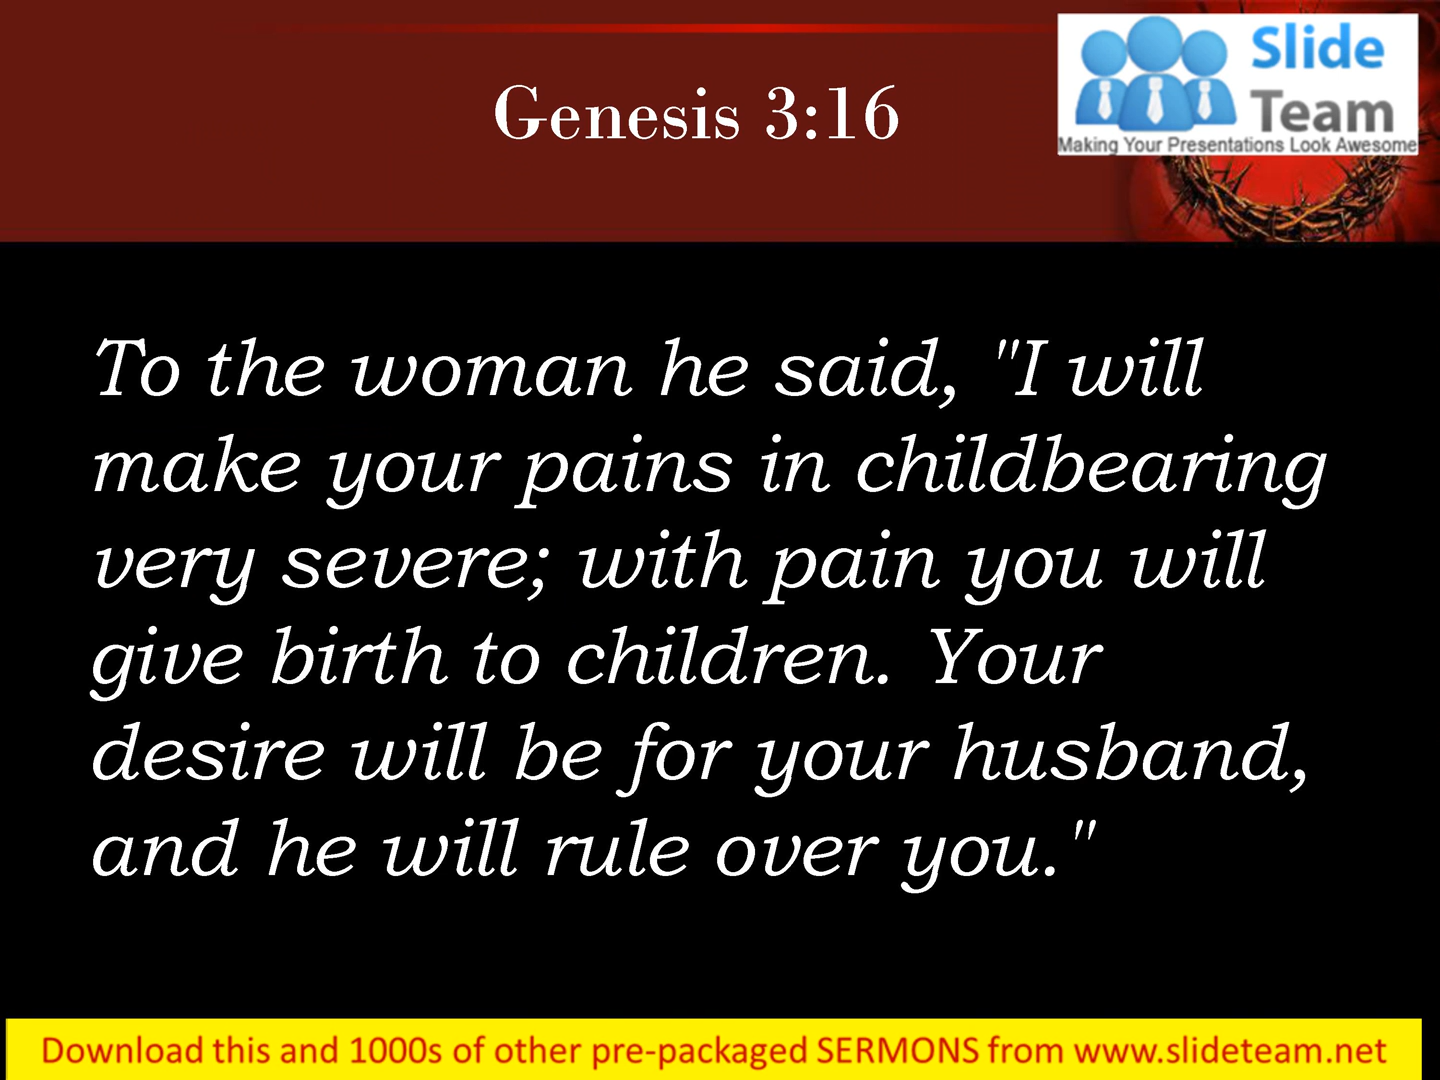 Genesis 3:16
Slide
Team
Making Your Presentations Look Awesome
To the woman he said, "I will
make your pains in childbearing
very severe; with pain you will
give birth to children. Your
desire will be for your husband,
and he will rule over you."
Download this and 1000s of other pre-packaged SERMONS from www.slideteam.net